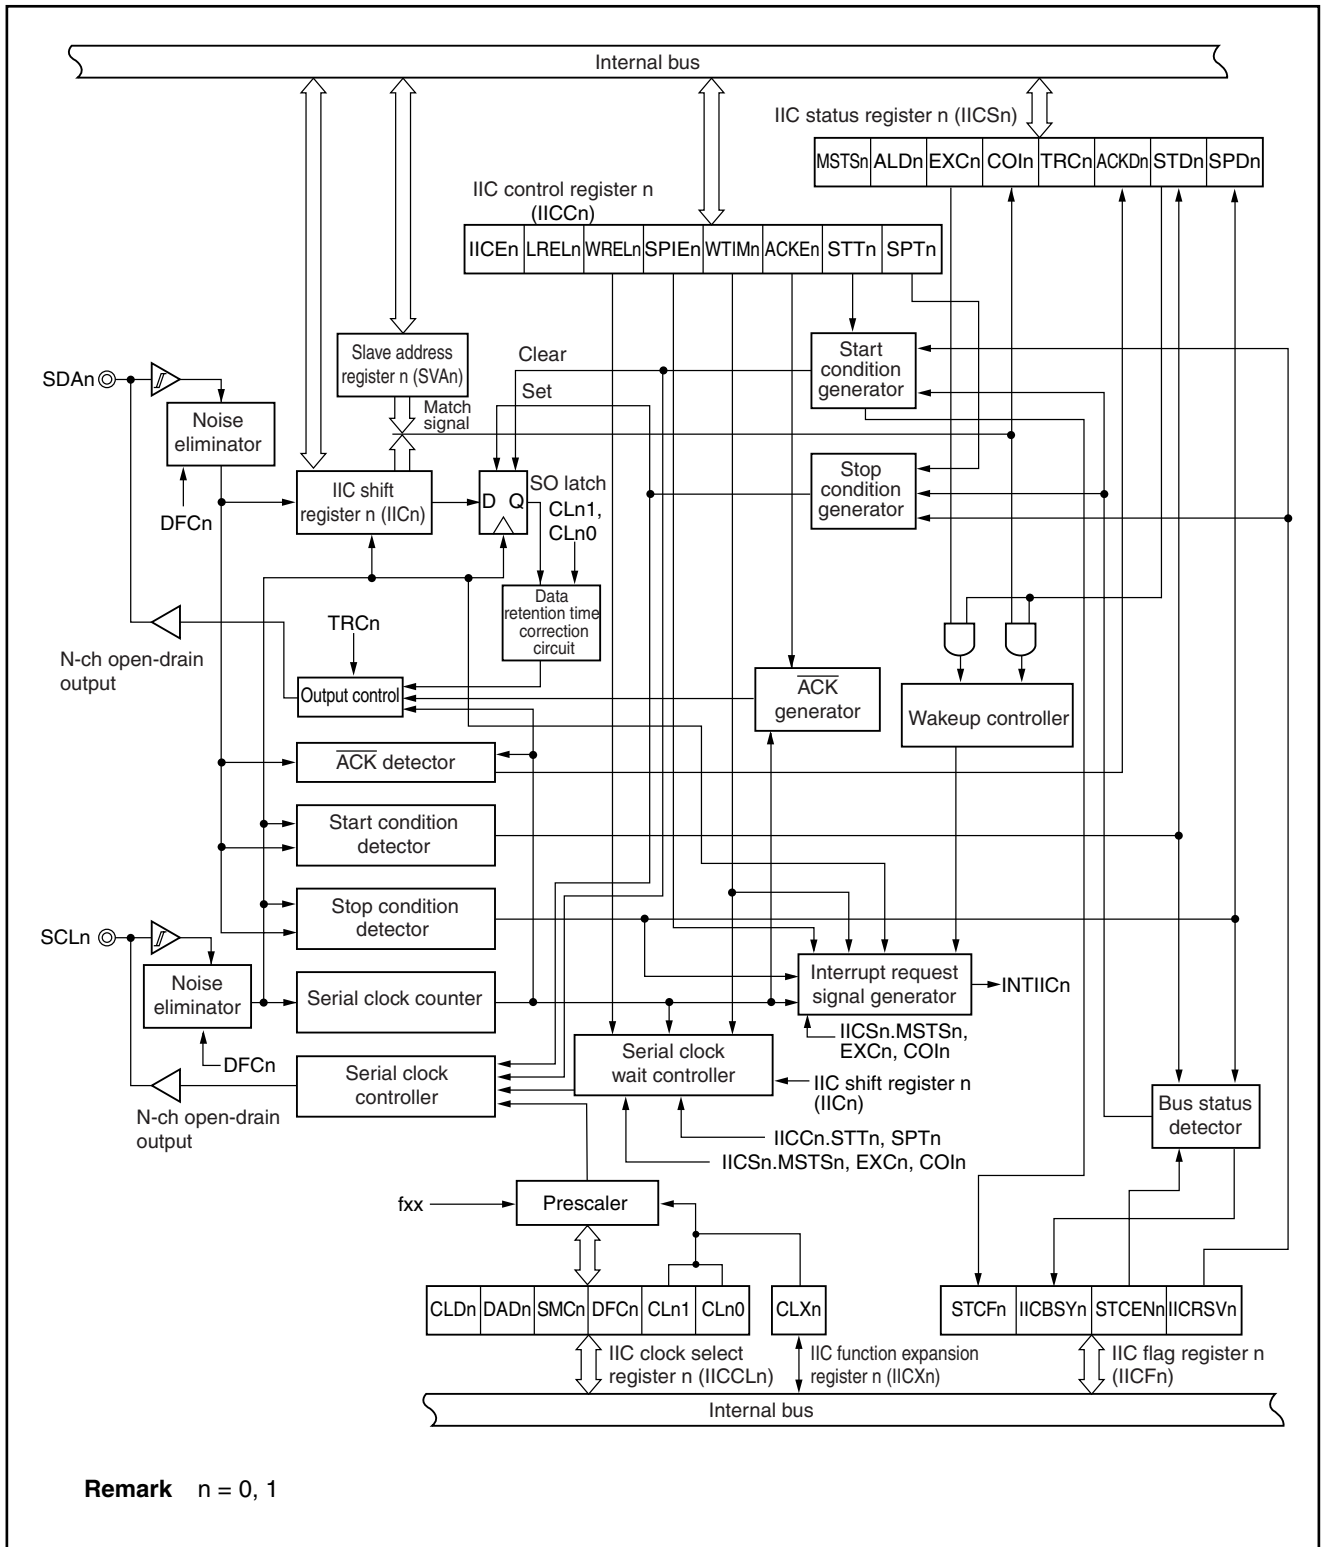 Internal bus
IIC status register n (IICSn)
MSTSn ALDn EXCn COIn TRCn ACKDn STDn SPDn
IIC control register n
(IICCn)
IICEn LRELn WRELn SPIEn WTIMn ACKEn STTn SPTn
Slave address
register n (SVAn)
Clear
Start
condition
generator
SDAn
Set
Match
signal
Noise
eliminator
Stop
condition
generator
IIC shift
register n (IICn)
D Q
SO latch
CLn1,
CLn0
DFCn
Data
retention time
correction
circuit
TRCn
N-ch open-drain
output
Output control
ACK
generator
Wakeup controller
ACK detector
Start condition
detector
Stop condition
detector
SCLn
Noise
eliminator
Serial clock counter
Interrupt request
signal generator
INTIICn
IICSn.MSTSn,
EXCn, COIn
DFCn
Serial clock
controller
Serial clock
wait controller
IIC shift register n
(IICn)
N-ch open-drain
output
Bus status
detector
IICCn.STTn, SPTn
IICSn.MSTSn, EXCn, COIn
fxx
Prescaler
CLDn DADn SMCn DFCn CLn1 CLn0 CLXn STCFn IICBSYn STCENn IICRSVn
IIC clock select
register n (IICCLn)
IIC function expansion
register n (IICXn)
IIC flag register n
(IICFn)
Internal bus
Remark n = 0, 1